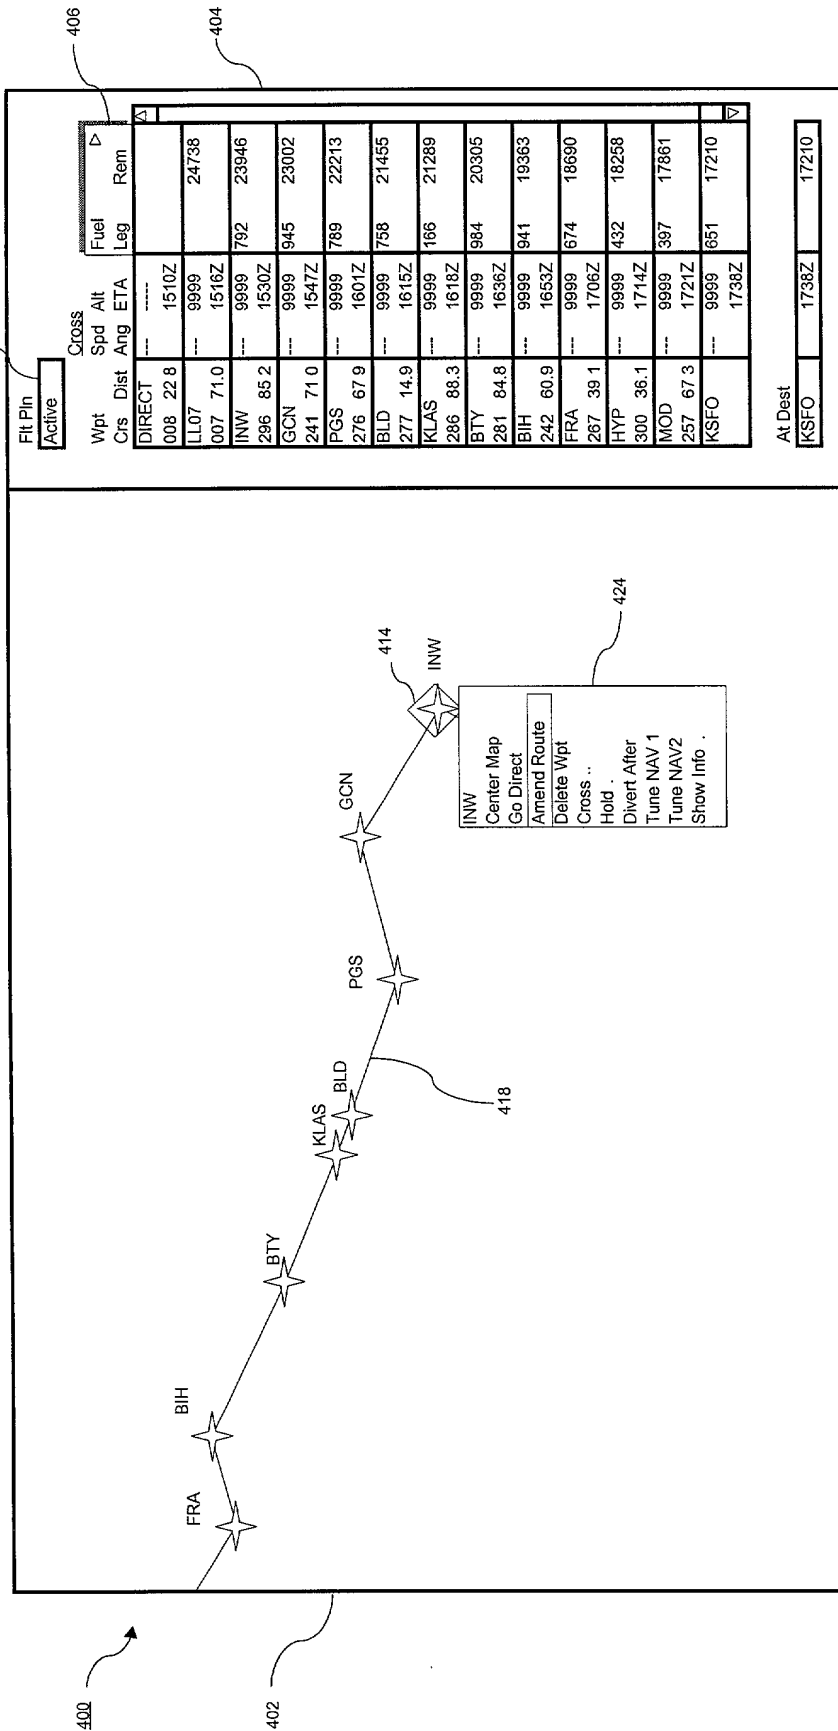 400
402
FRA
BIH
BTY
KLAS
BLD
PGS
GCN
INW
414
418
424
INW
Center Map
Go Direct
Amend Route
Delete Wpt
Cross ..
Hold .
Divert After
Tune NAV 1
Tune NAV2
Show Info .
404
406
Flt Pln
Active
Cross
Wpt Spd Alt Fuel
Crs Dist Ang ETA Leg Rem
DIRECT --- -----
008 22 8 1510Z
LL07 --- 9999 24738
007 71.0 1516Z
INW --- 9999 792 23946
296 85 2 1530Z
GCN --- 9999 945 23002
241 71 0 1547Z
PGS --- 9999 789 22213
276 67 9 1601Z
BLD --- 9999 758 21455
277 14.9 1615Z
KLAS --- 9999 166 21289
286 88.3 1618Z
BTY --- 9999 984 20305
281 84.8 1636Z
BIH --- 9999 941 19363
242 60.9 1653Z
FRA --- 9999 674 18690
267 39 1 1706Z
HYP --- 9999 432 18258
300 36.1 1714Z
MOD --- 9999 397 17861
257 67 3 1721Z
KSFO --- 9999 651 17210
1738Z
At Dest
KSFO 1738Z 17210